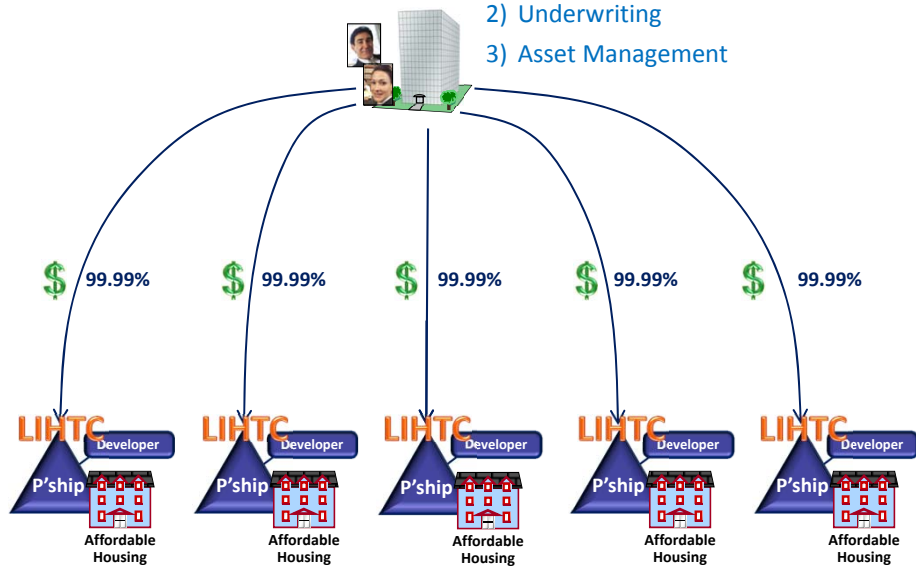 2) Underwriting
3) Asset Management
$ 99.99%
$ 99.99%
$ 99.99%
$ 99.99%
$ 99.99%
LIHTC
Developer
P'ship
Affordable
Housing
LIHTC
Developer
P'ship
Affordable
Housing
LIHTC
Developer
P'ship
Affordable
Housing
LIHTC
Developer
P'ship
Affordable
Housing
LIHTC
Developer
P'ship
Affordable
Housing